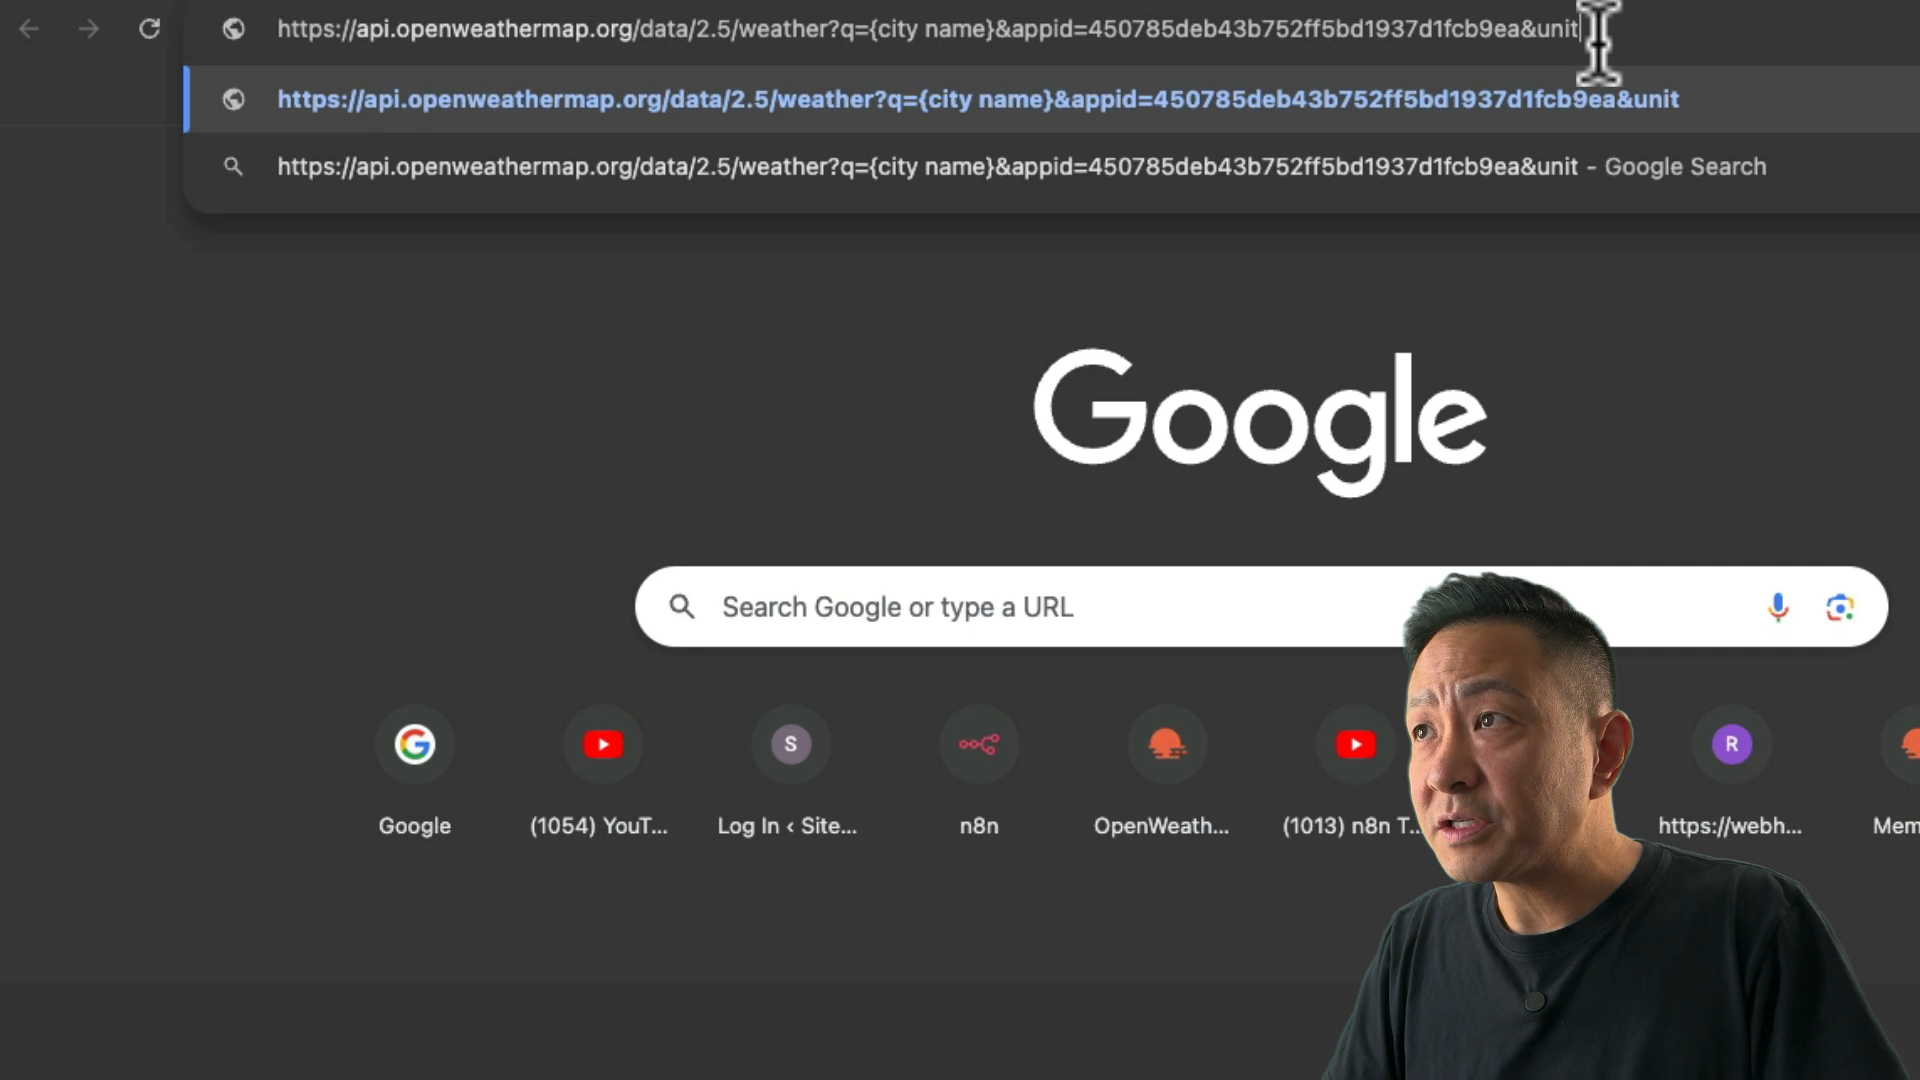 https://api.openweathermap.org/data/2.5/weather?q={city name}&appid=450785deb43b752ff5bd1937d1fcb9ea&unit
https://api.openweathermap.org/data/2.5/weather?q={city name}&appid=450785deb43b752ff5bd1937d1fcb9ea&unit
https://api.openweathermap.org/data/2.5/weather?q={city name}&appid=450785deb43b752ff5bd1937d1fcb9ea&unit - Google Search
Google
Search Google or type a URL
S
R
Google
(1054) YouT...
Log In ‹ Site...
n8n
OpenWeath...
(1013) n8n T...
https://webh...
Mem